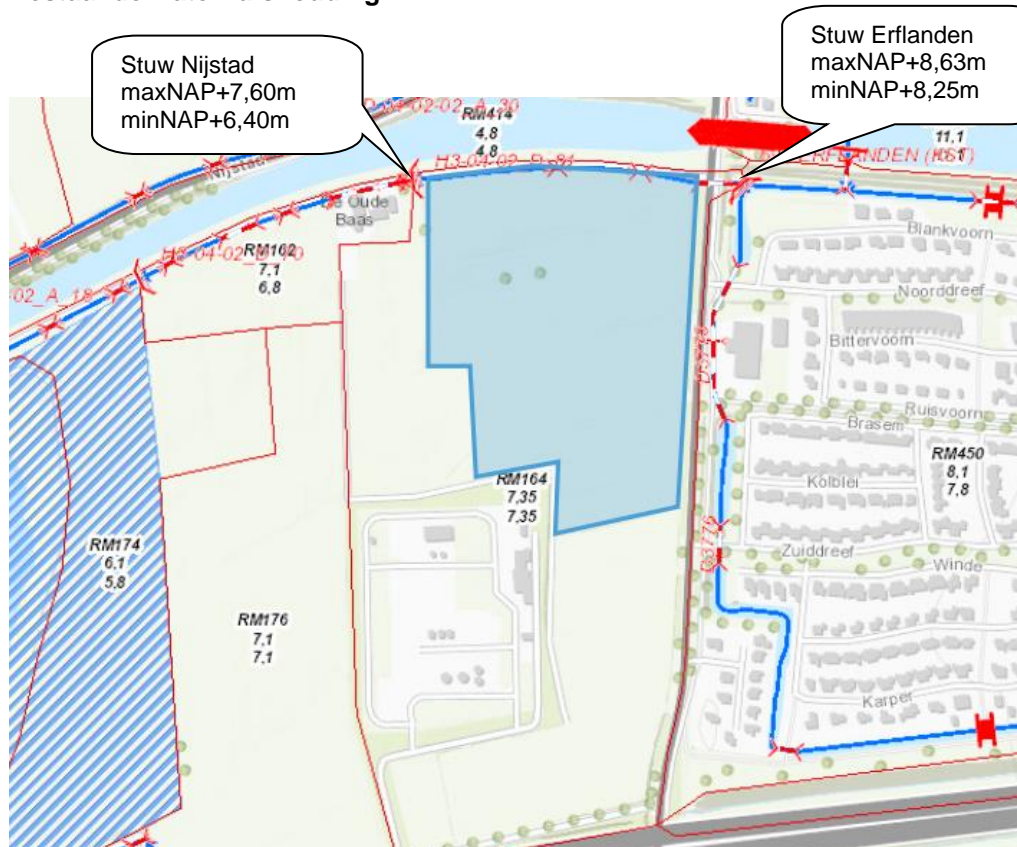 Stuw Nijstad
maxNAP+7,60m
minNAP+6,40m
Stuw Erflanden
maxNAP+8,63m
minNAP+8,25m
RM414
4,8
4,8
11,1
ERFLANDEN
De Oude
Baas
RM162
7,1
6,8
Blankvoorn
Noorddreef
Bittervoorn
Ruisvoorn
Brasem
RM450
8,1
7,8
Kolblei
RM164
7,35
7,35
Zuiddreef
Winde
RM174
6,1
5,8
RM176
7,1
7,1
Karper